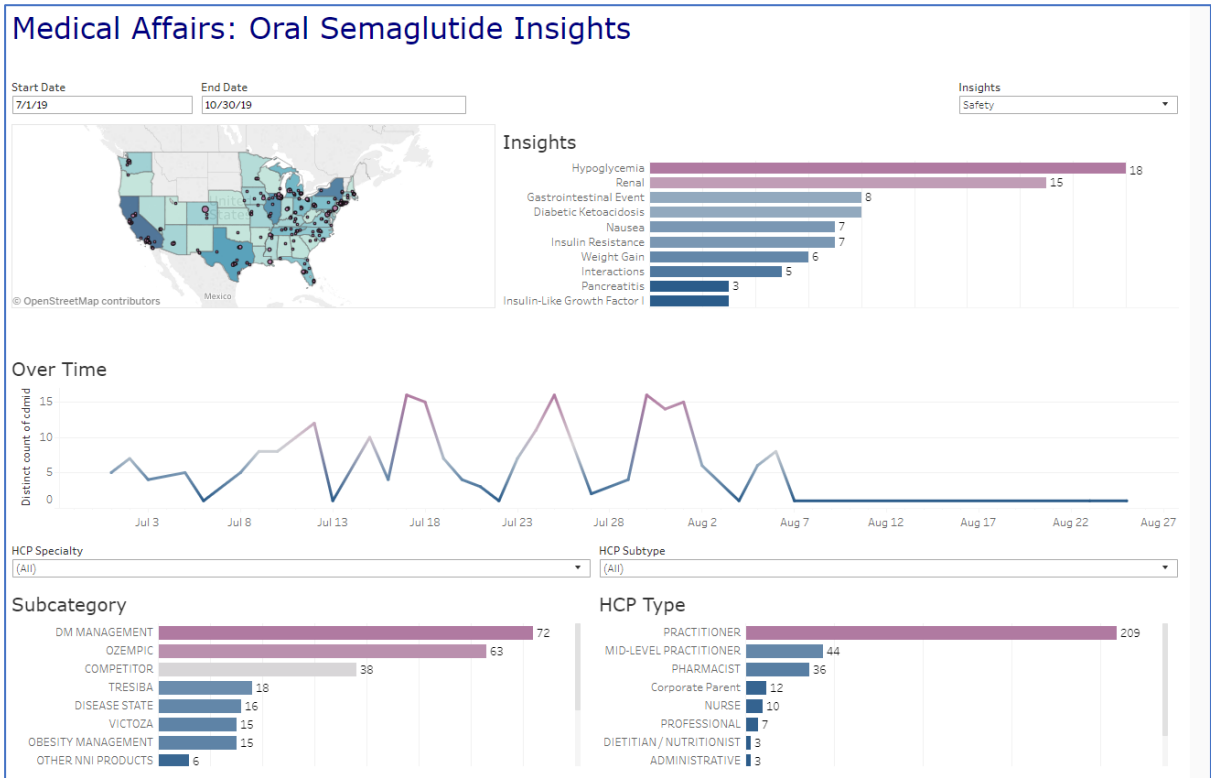 Medical Affairs: Oral Semaglutide Insights
Start Date
End Date
Insights
7/1/19
10/30/19
Safety
United
States
Mexico
© OpenStreetMap contributors
Insights
Hypoglycemia 18
Renal 15
Gastrointestinal Event 8
Diabetic Ketoacidosis
Nausea 7
Insulin Resistance 7
Weight Gain 6
Interactions 5
Pancreatitis 3
Insulin-Like Growth Factor I
Over Time
Distinct count of cdmid
15
10
5
0
Jul 3 Jul 8 Jul 13 Jul 18 Jul 23 Jul 28 Aug 2 Aug 7 Aug 12 Aug 17 Aug 22 Aug 27
HCP Specialty
HCP Subtype
(All)
(All)
Subcategory
DM MANAGEMENT 72
OZEMPIC 63
COMPETITOR 38
TRESIBA 18
DISEASE STATE 16
VICTOZA 15
OBESITY MANAGEMENT 15
OTHER NNI PRODUCTS 6
HCP Type
PRACTITIONER 209
MID-LEVEL PRACTITIONER 44
PHARMACIST 36
Corporate Parent 12
NURSE 10
PROFESSIONAL 7
DIETITIAN / NUTRITIONIST 3
ADMINISTRATIVE 3